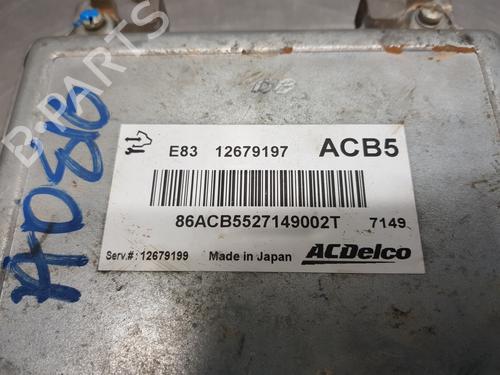 E83 12679197 ACB5
86ACB5527149002T 7149
Serv.#: 12679199 Made in Japan ACDelco
B-PARTS